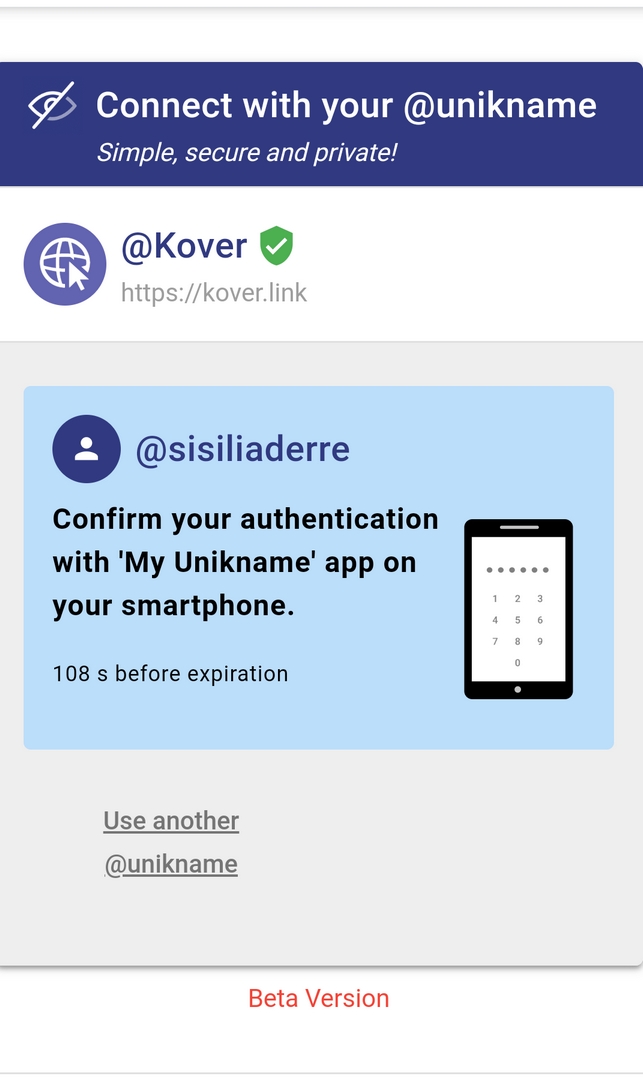 Connect with your @unikname
Simple, secure and private!
@Kover
https://kover.link
@sisiliaderre
Confirm your authentication
with 'My Unikname' app on
your smartphone.
108 s before expiration
1 2 3
4 5 6
7 8 9
0
Use another
@unikname
Beta Version